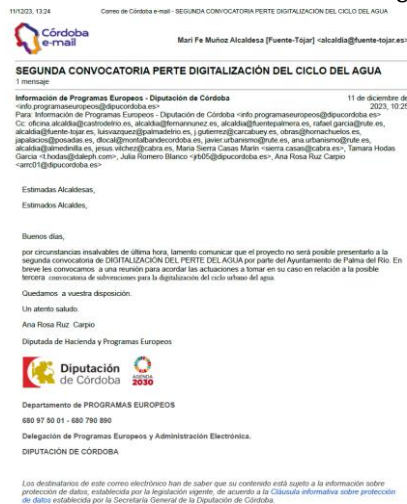 11/12/23, 13:24 Correo de Córdoba e-mail - SEGUNDA CONVOCATORIA PERTE DIGITALIZACIÓN DEL CICLO DEL AGUA
Córdoba
e-mail
Mari Fe Muñoz Alcaldesa [Fuente-Tójar] <alcaldia@fuente-tojar.es>
SEGUNDA CONVOCATORIA PERTE DIGITALIZACIÓN DEL CICLO DEL AGUA
1 mensaje
Información de Programas Europeos - Diputación de Córdoba 11 de diciembre de
<info.programaseuropeos@dipucordoba.es> 2023, 10:25
Para: Información de Programas Europeos - Diputación de Córdoba <info.programaseuropeos@dipucordoba.es>
Cc: oficina.alcaldia@castrodelrio.es, alcaldia@fernannunez.es, alcaldia@fuentepalmera.es, rafael.garcia@rute.es,
alcaldia@fuente-tojar.es, luisvazquez@palmadelrio.es, j.gutierrez@carcabuey.es, obras@hornachuelos.es,
japalacios@posadas.es, dlocal@montalbandecordoba.es, javier.urbanismo@rute.es, ana.urbanismo@rute.es,
alcaldia@almedinilla.es, jesus.vilchez@cabra.es, Maria Sierra Casas Marin <sierra.casas@cabra.es>, Tamara Hodas
Garcia <t.hodas@daleph.com>, Julia Romero Blanco <jrb05@dipucordoba.es>, Ana Rosa Ruz Carpio
<arrc01@dipucordoba.es>
Estimadas Alcaldesas,
Estimados Alcaldes,
Buenos días,
por circunstancias insalvables de última hora, lamento comunicar que el proyecto no será posible presentarlo a la
segunda convocatoria de DIGITALIZACIÓN DEL PERTE DEL AGUA por parte del Ayuntamiento de Palma del Río. En
breve les convocamos a una reunión para acordar las actuaciones a tomar en su caso en relación a la posible
tercera convocatoria de subvenciones para la digitalización del ciclo urbano del agua.
Quedamos a vuestra disposición.
Un atento saludo.
Ana Rosa Ruz Carpio
Diputada de Hacienda y Programas Europeos
Diputación
de Córdoba
AGENDA
2030
Departamento de PROGRAMAS EUROPEOS
680 97 50 01 - 680 790 890
Delegación de Programas Europeos y Administración Electrónica.
DIPUTACIÓN DE CÓRDOBA
Los destinatarios de este correo electrónico han de saber que su contenido está sujeto a la información sobre
protección de datos, establecida por la legislación vigente, de acuerdo a la Cláusula informativa sobre protección
de datos establecida por la Secretaría General de la Diputación de Córdoba.